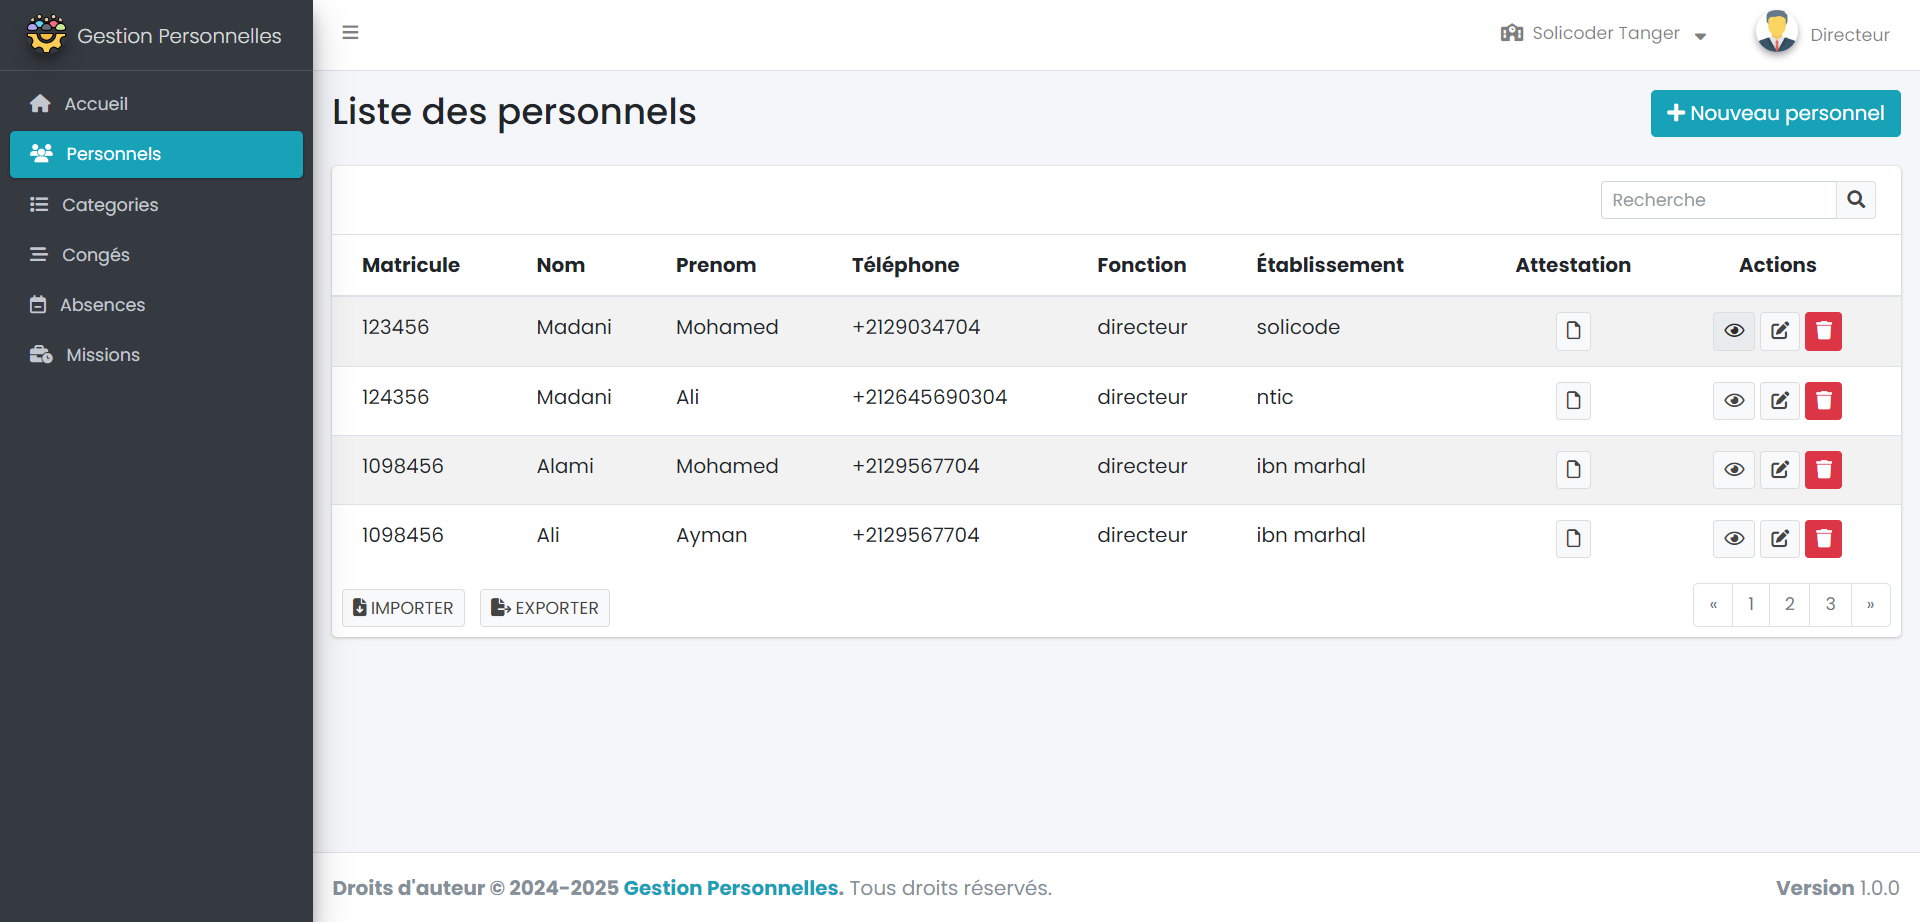 Gestion Personnelles
Solicoder Tanger
Directeur
Accueil
Personnels
Categories
Congés
Absences
Missions
Liste des personnels
Nouveau personnel
Recherche
Matricule Nom Prenom Téléphone Fonction Établissement Attestation Actions
123456 Madani Mohamed +2129034704 directeur solicode
124356 Madani Ali +212645690304 directeur ntic
1098456 Alami Mohamed +2129567704 directeur ibn marhal
1098456 Ali Ayman +2129567704 directeur ibn marhal
IMPORTER EXPORTER
« 1 2 3 »
Droits d'auteur © 2024-2025 Gestion Personnelles. Tous droits réservés.
Version 1.0.0